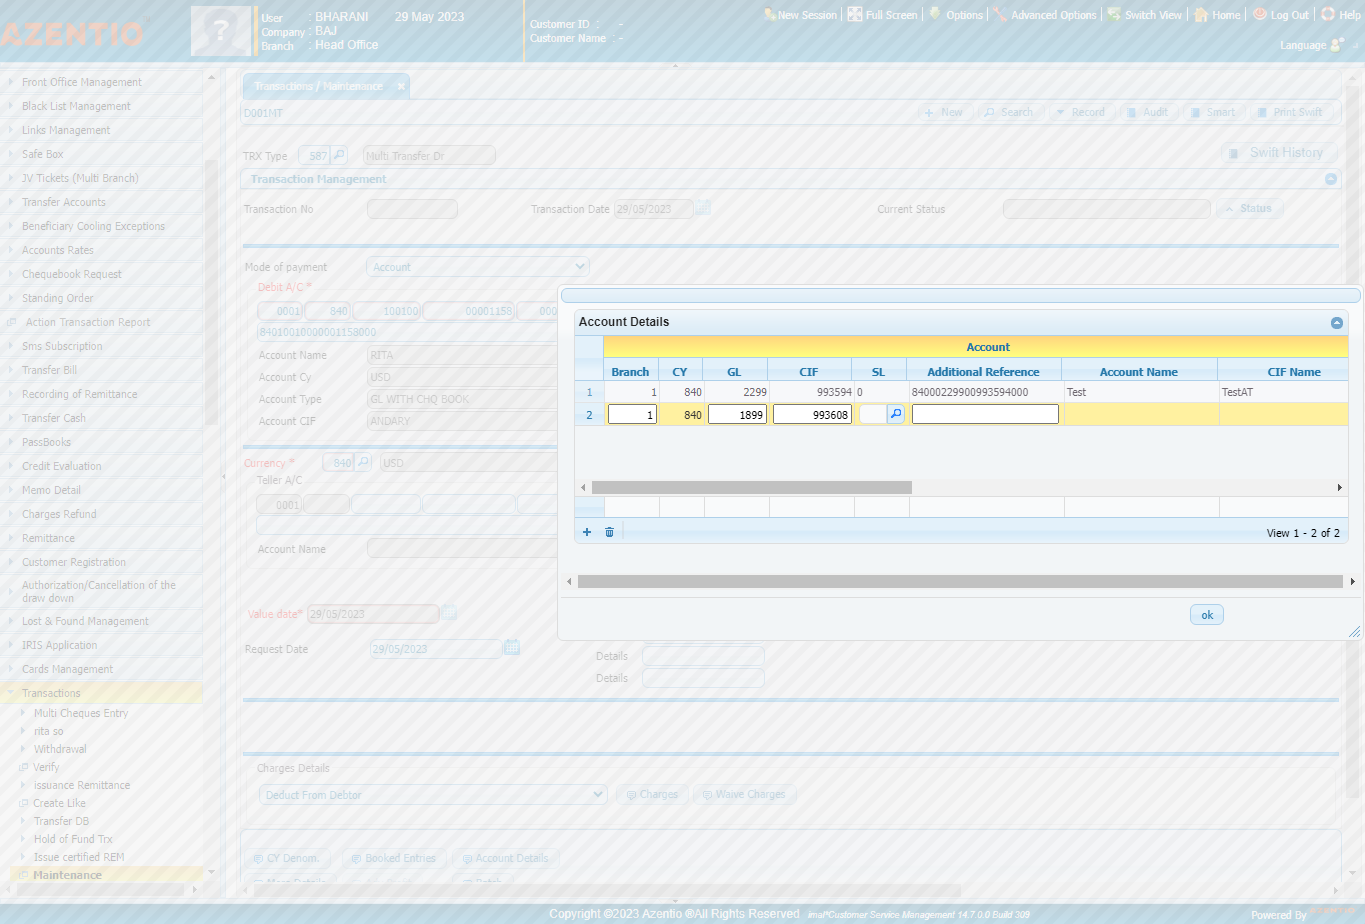 AZENTIO
User : BHARANI 29 May 2023
Company : BAJ
Branch : Head Office
Customer ID : -
Customer Name : -
New Session Full Screen Options Advanced Options Switch View Home Log Out Help
Language
Front Office Management
Black List Management
Links Management
Safe Box
JV Tickets (Multi Branch)
Transfer Accounts
Beneficiary Cooling Exceptions
Accounts Rates
Chequebook Request
Standing Order
Action Transaction Report
Sms Subscription
Transfer Bill
Recording of Remittance
Transfer Cash
PassBooks
Credit Evaluation
Memo Detail
Charges Refund
Remittance
Customer Registration
Authorization/Cancellation of the
draw down
Lost & Found Management
IRIS Application
Cards Management
Transactions
Multi Cheques Entry
rita so
Withdrawal
Verify
issuance Remittance
Create Like
Transfer DB
Hold of Fund Trx
Issue certified REM
Maintenance
Transactions / Maintenance
D001MT
New Search Record Audit Smart Print Swift
TRX Type 587 Multi Transfer Dr
Swift History
Transaction Management
Transaction No Transaction Date 29/05/2023 Current Status Status
Mode of payment Account
Debit A/C *
0001 840 100100 00001158 000
84010010000001158000
Account Name RITA
Account Cy USD
Account Type GL WITH CHQ BOOK
Account CIF ANDARY
Currency * 840 USD
Teller A/C
0001
Account Name
Value date* 29/05/2023
Request Date 29/05/2023
Details
Details
Charges Details
Deduct From Debtor Charges Waive Charges
CY Denom. Booked Entries Account Details
Account Details
Account
Branch CY GL CIF SL Additional Reference Account Name CIF Name
1 1 840 2299 993594 0 84000229900993594000 Test TestAT
2 1 840 1899 993608
View 1 - 2 of 2
ok
Copyright ©2023 Azentio ®All Rights Reserved imal*Customer Service Management 14.7.0.0 Build 309
Powered By